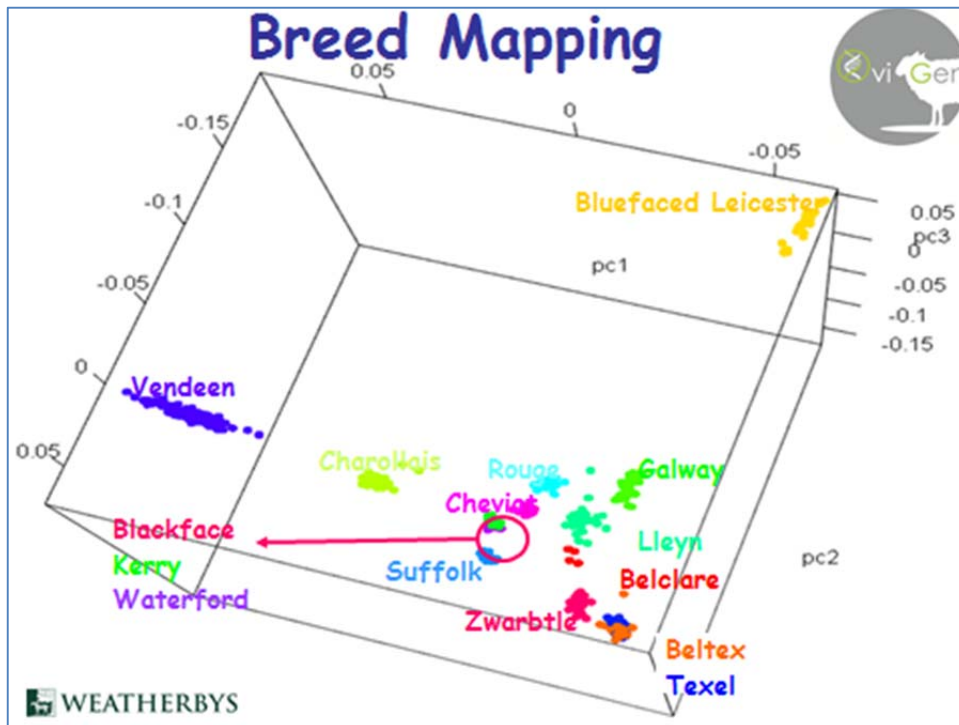 Breed Mapping
OviGen
0.05
0
-0.05
-0.15
-0.1
-0.05
0
0.05
0.05
pc3
0
-0.05
-0.1
-0.15
pc1
pc2
Bluefaced Leicester
Vendeen
Charollais
Rouge
Galway
Cheviot
Blackface
Kerry
Waterford
Suffolk
Lleyn
Belclare
Zwarbtle
Beltex
Texel
WEATHERBYS